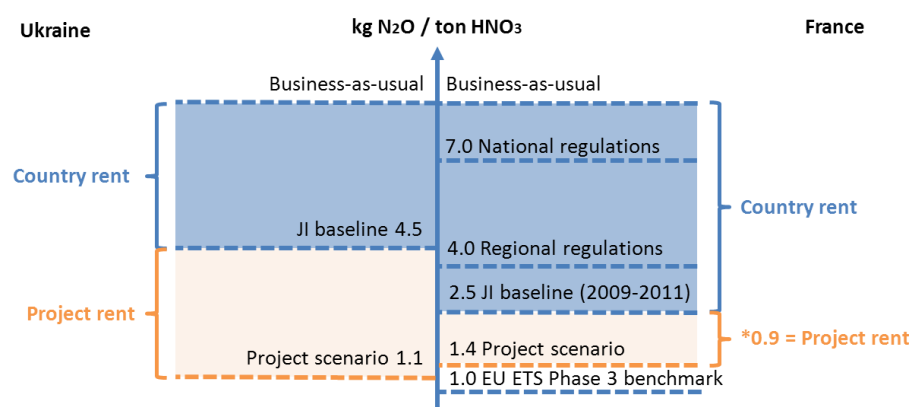 Ukraine
kg N2O / ton HNO3
France
Business-as-usual
Business-as-usual
7.0 National regulations
Country rent
Country rent
JI baseline 4.5
4.0 Regional regulations
2.5 JI baseline (2009-2011)
Project rent
*0.9 = Project rent
Project scenario 1.1
1.4 Project scenario
1.0 EU ETS Phase 3 benchmark